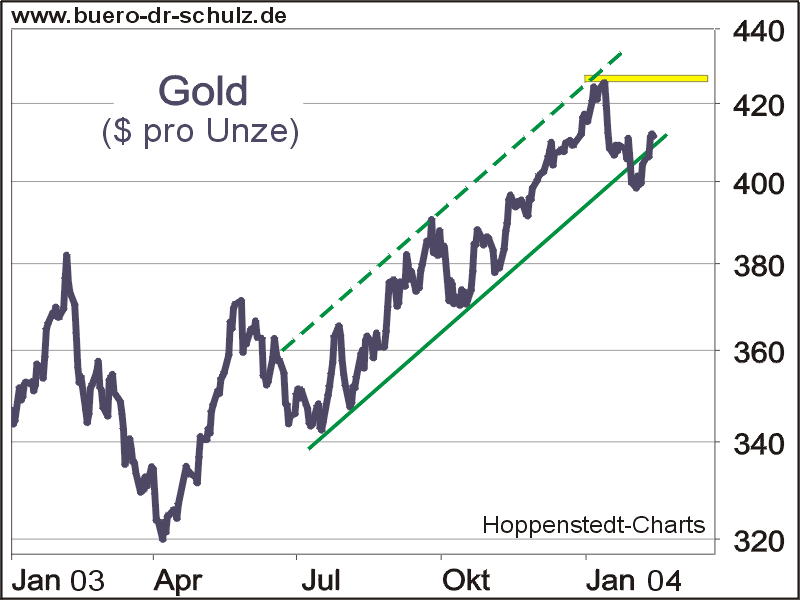 www.buero-dr-schulz.de
Gold
($ pro Unze)
440
420
400
380
360
340
320
Hoppenstedt-Charts
Jan 03 Apr Jul Okt Jan 04